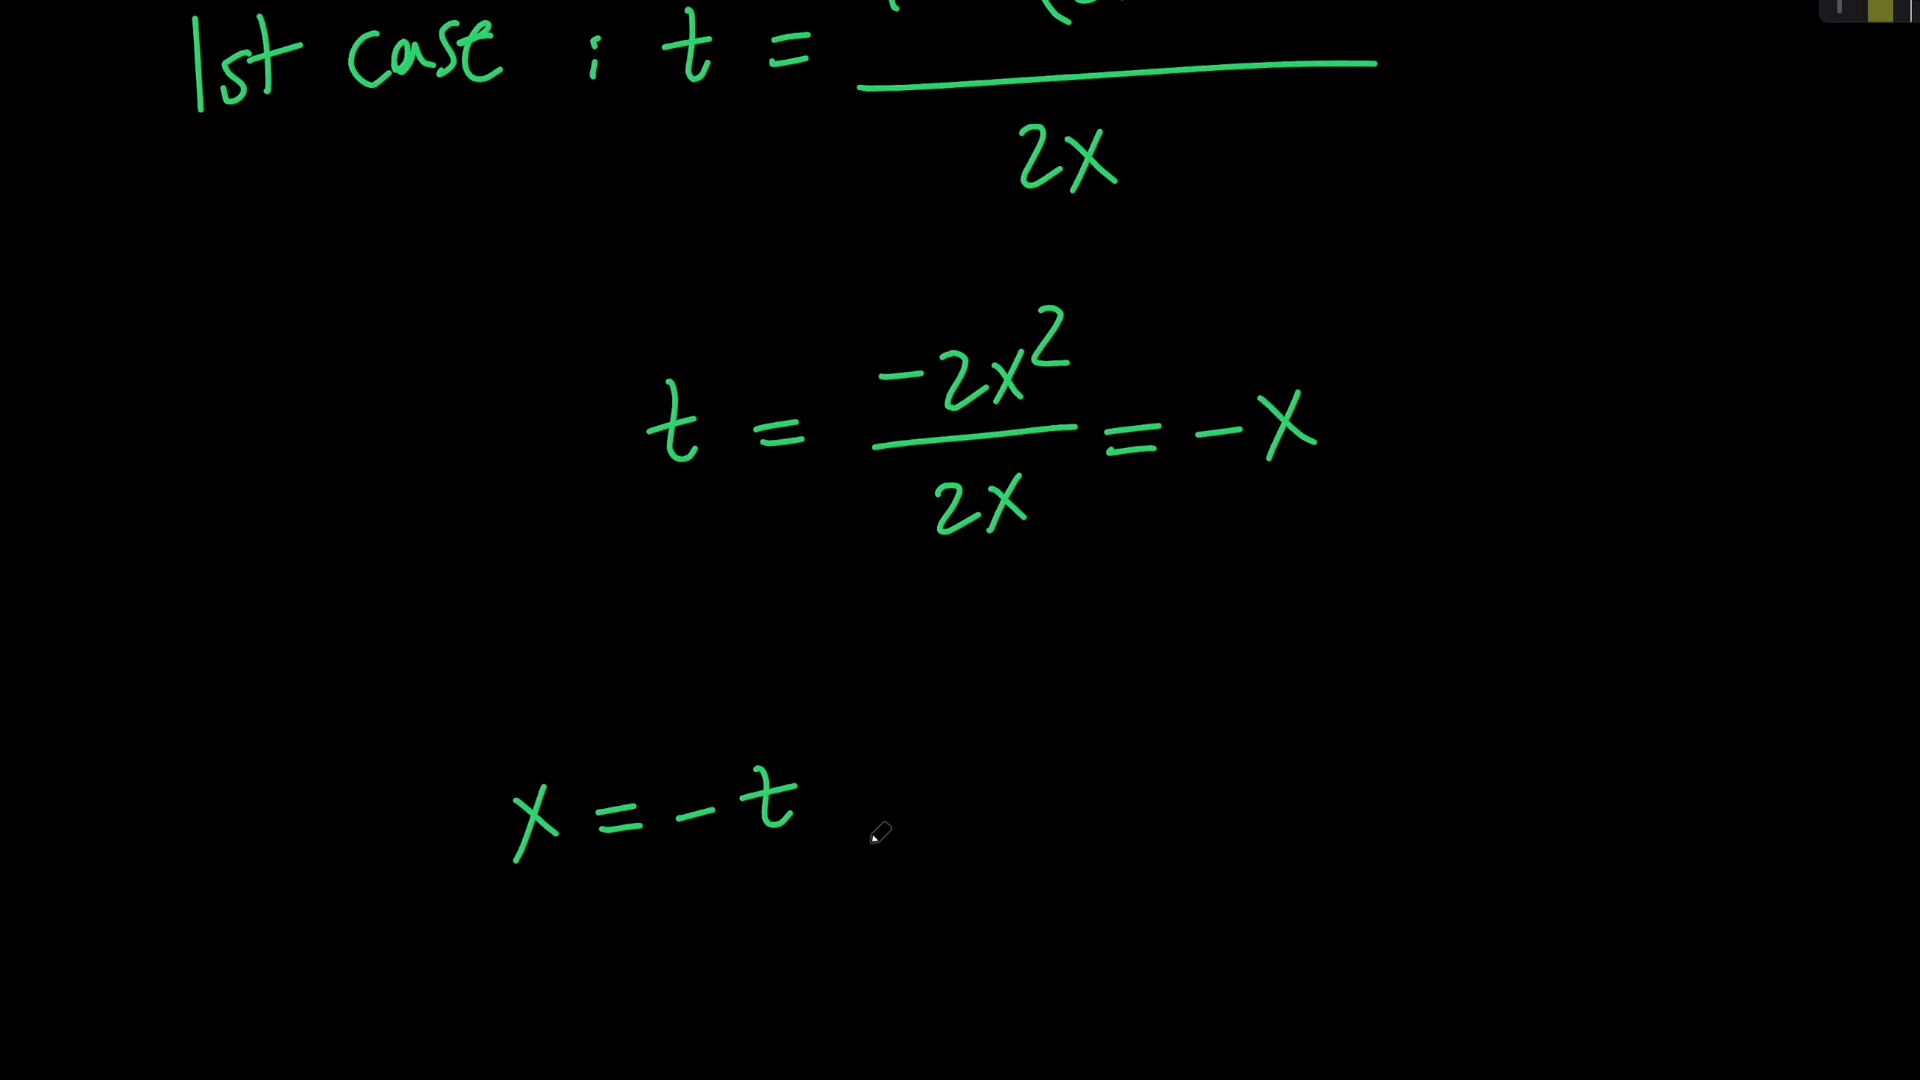 1st case : t =
2x
t = -2x² / 2x = -x
x = -t